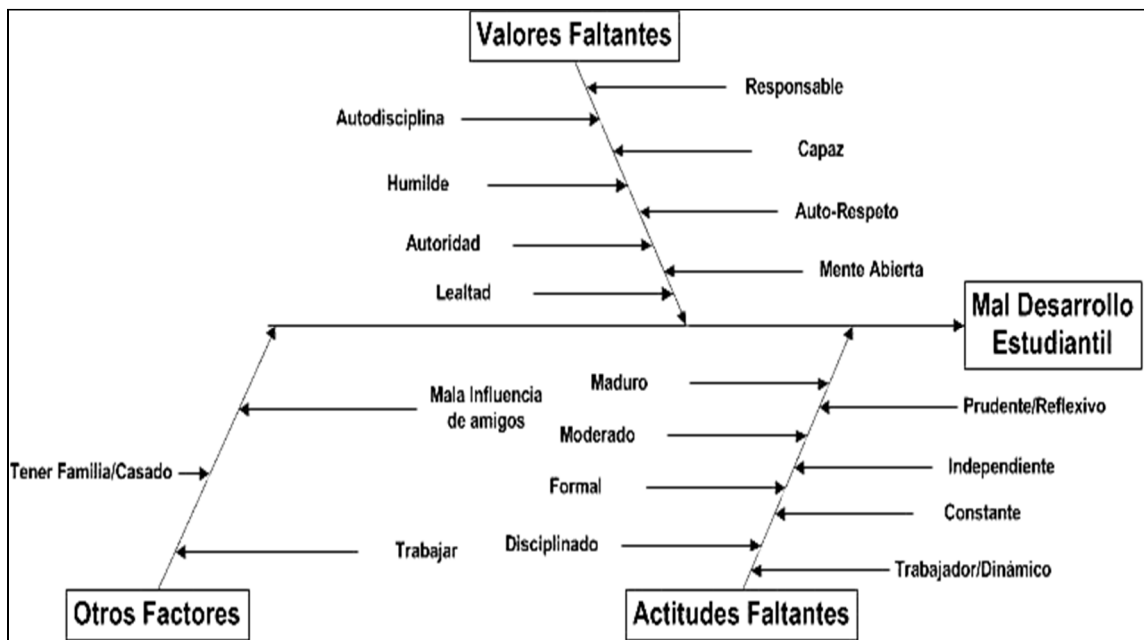 Valores Faltantes
Responsable
Autodisciplina
Capaz
Humilde
Auto-Respeto
Autoridad
Mente Abierta
Lealtad
Mal Desarrollo
Estudiantil
Maduro
Mala Influencia
de amigos
Prudente/Reflexivo
Moderado
Tener Familia/Casado
Independiente
Formal
Constante
Disciplinado
Trabajar
Trabajador/Dinámico
Otros Factores
Actitudes Faltantes